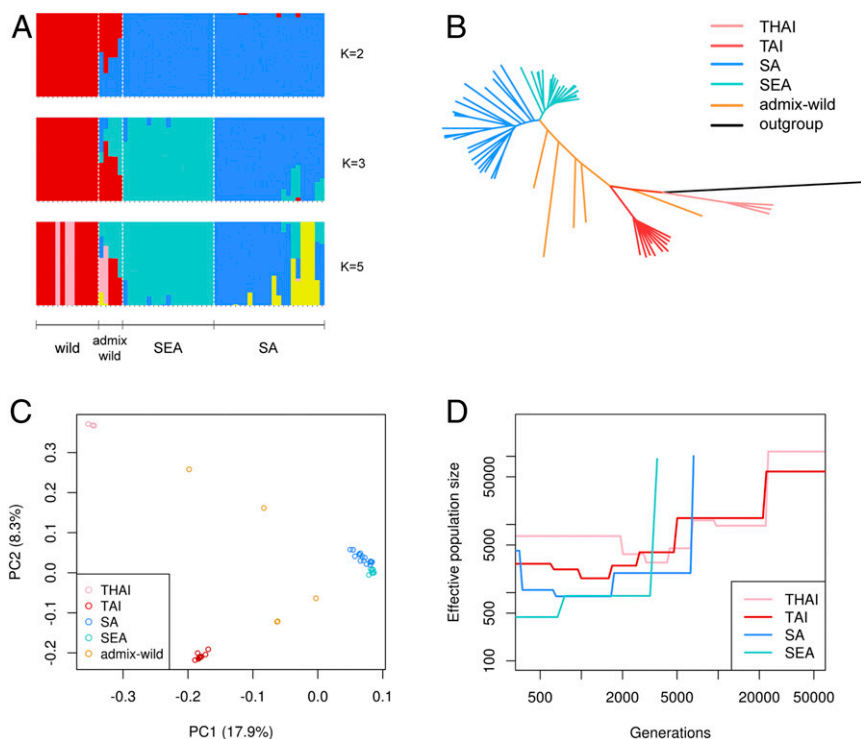 A
K=2
K=3
K=5
wild
admix
wild
SEA
SA
B
THAI
TAI
SA
SEA
admix-wild
outgroup
C
PC2 (8.3%)
0.3
0.2
0.1
0.0
-0.1
-0.2
THAI
TAI
SA
SEA
admix-wild
-0.3
-0.2
-0.1
0.0
0.1
PC1 (17.9%)
D
Effective population size
50000
5000
500
100
THAI
TAI
SA
SEA
500
2000
5000
20000
50000
Generations